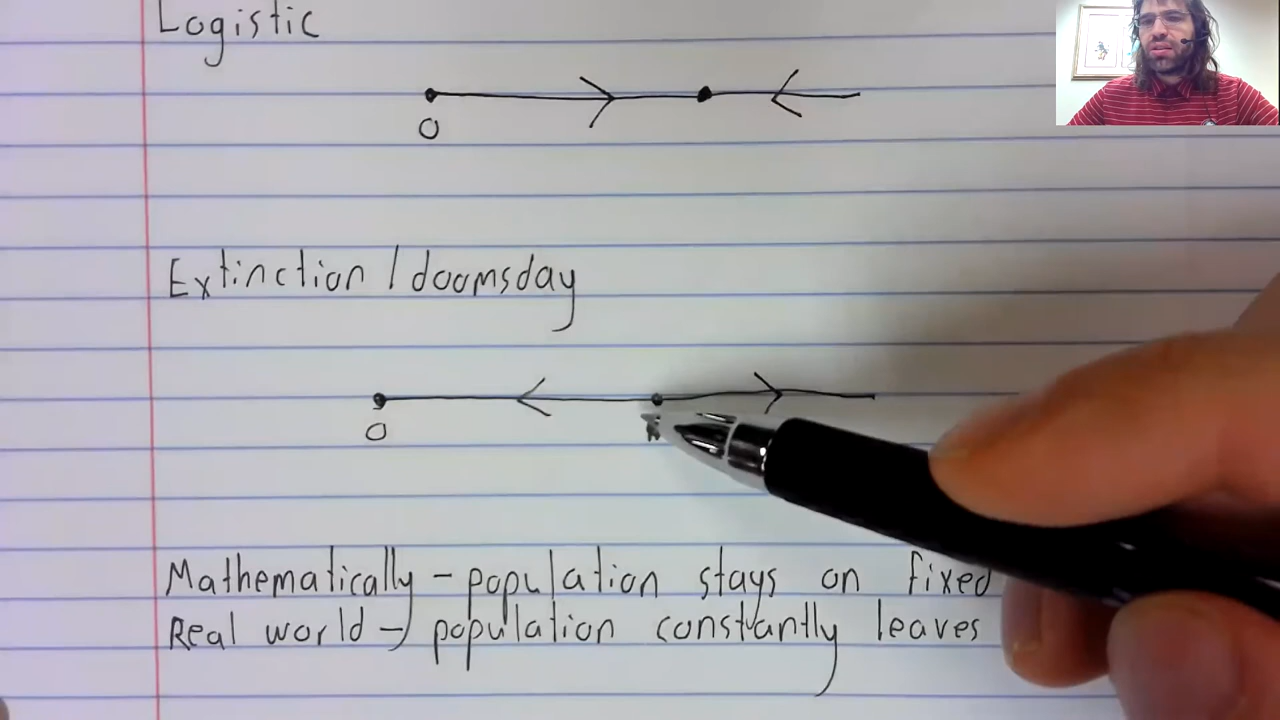 Logistic
0
Extinction/doomsday
0
Mathematically - population stays on fixed
Real world - population constantly leaves